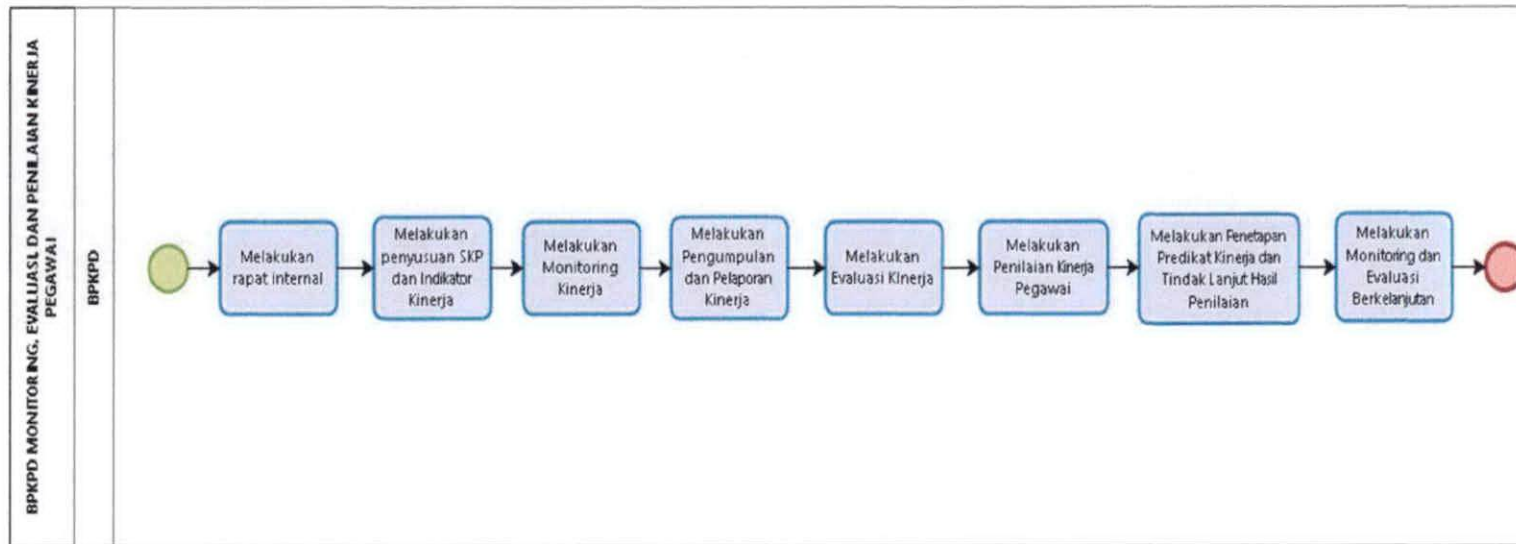 BPKPD MONITORING, EVALUASI, DAN PENILAIAN KINERJA
PEGAWAI
BPKPD
Melakukan
rapat internal
Melakukan
penyusuan SKP
dan Indikator
Kinerja
Melakukan
Monitoring
Kinerja
Melakukan
Pengumpulan
dan Pelaporan
Kinerja
Melakukan
Evaluasi KInerja
Melakukan
Penilaian Kinerja
Pegawai
Melakukan Penetapan
Predikat Kinerja dan
Tindak Lanjut Hasil
Penilaian
Melakukan
Monitoring dan
Evaluasi
Berkelanjutan